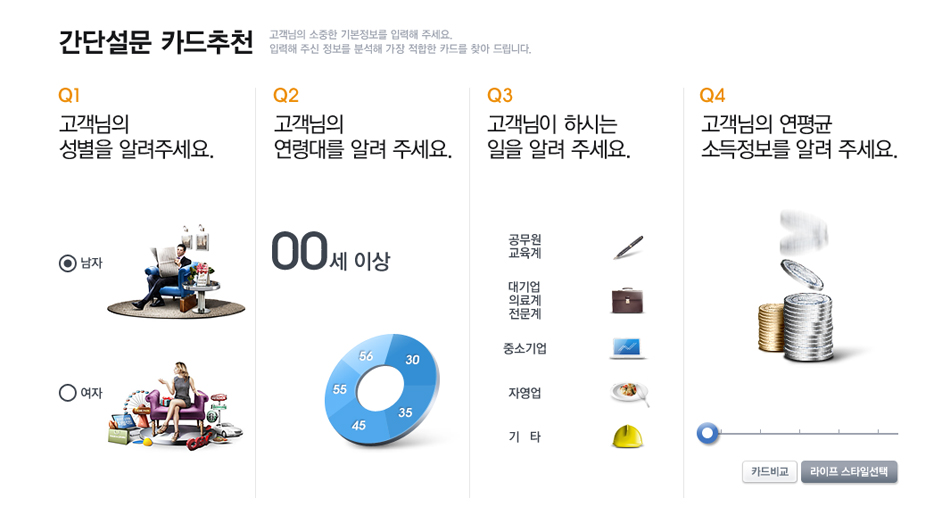 간단설문 카드추천
고객님의 소중한 기본정보를 입력해 주세요.
입력해 주신 정보를 분석해 가장 적합한 카드를 찾아 드립니다.
Q1
고객님의
성별을 알려주세요.
남자
여자
Q2
고객님의
연령대를 알려 주세요.
00세 이상
56
30
55
35
45
Q3
고객님이 하시는
일을 알려 주세요.
공무원
교육계
대기업
의료계
전문계
중소기업
자영업
기 타
Q4
고객님의 연평균
소득정보를 알려 주세요.
카드비교
라이프 스타일선택